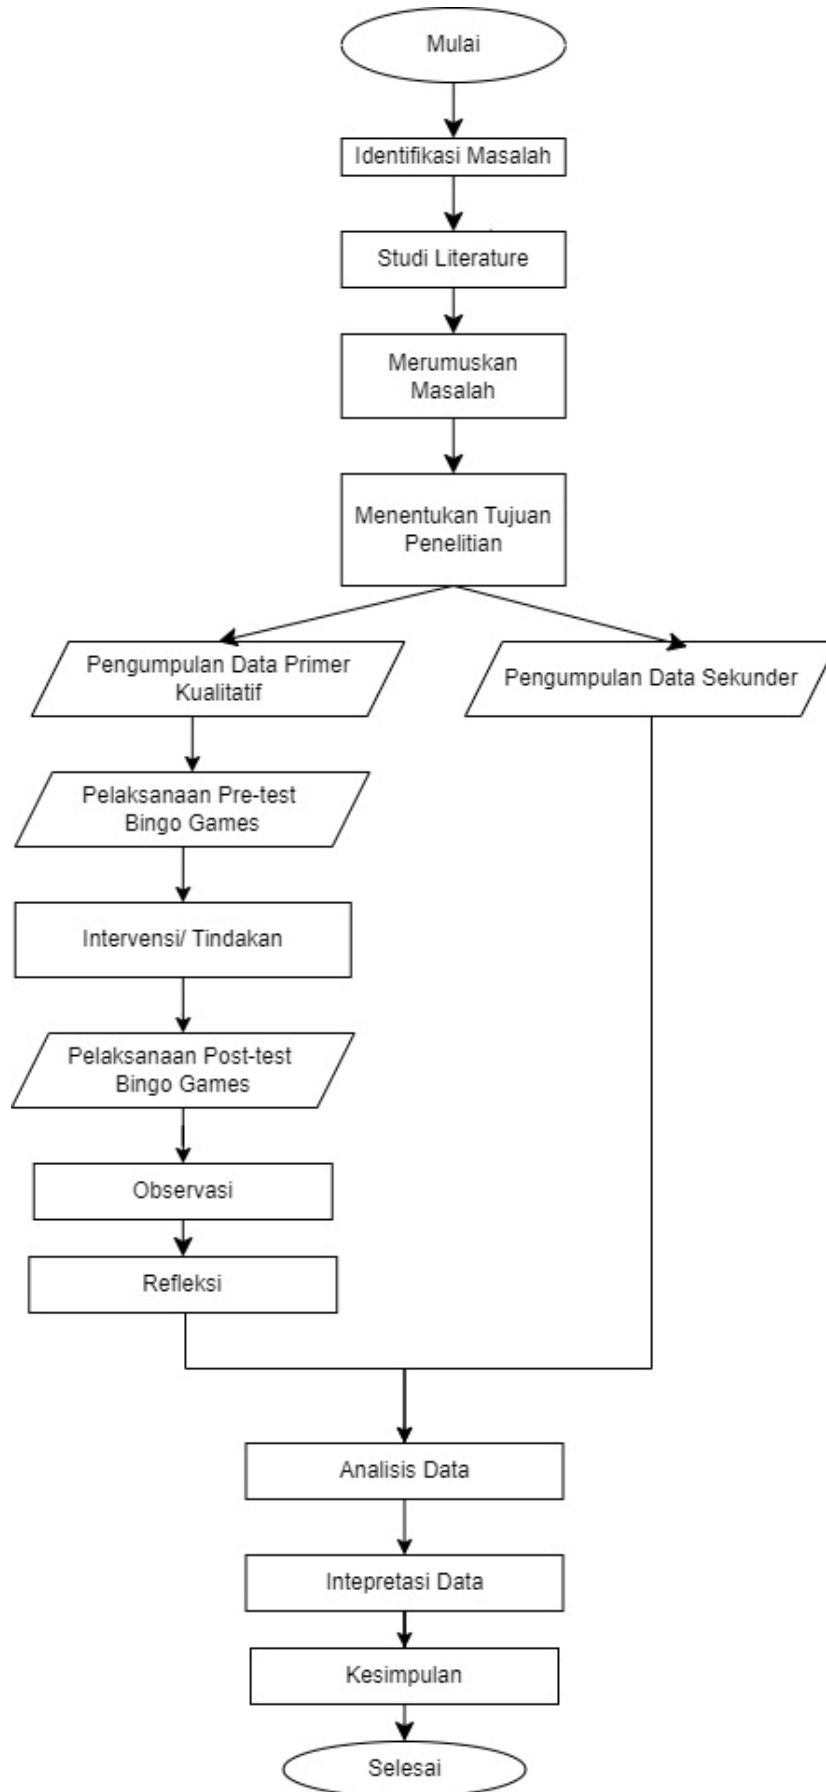 Mulai
Identifikasi Masalah
Studi Literature
Merumuskan
Masalah
Menentukan Tujuan
Penelitian
Pengumpulan Data Primer
Kualitatif
Pengumpulan Data Sekunder
Pelaksanaan Pre-test
Bingo Games
Intervensi/ Tindakan
Pelaksanaan Post-test
Bingo Games
Observasi
Refleksi
Analisis Data
Intepretasi Data
Kesimpulan
Selesai